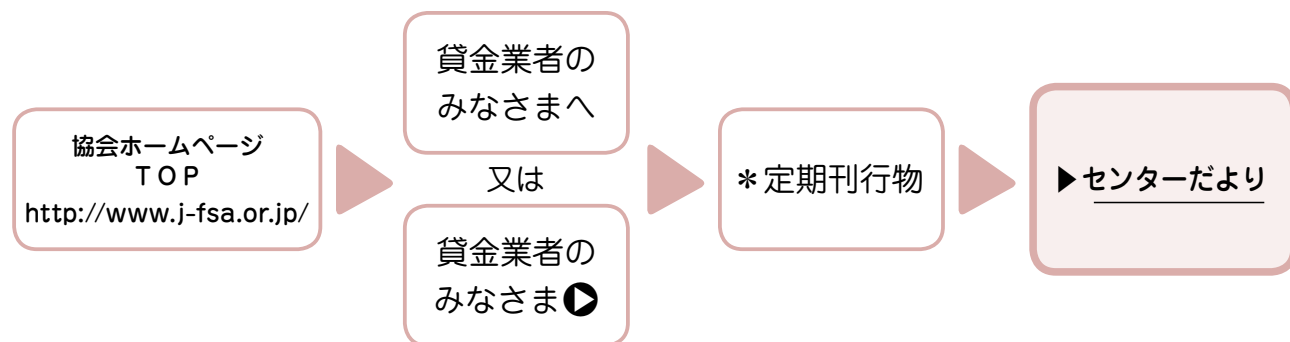 協会ホームページ
TOP
http://www.j-fsa.or.jp/
貸金業者の
みなさまへ
又は
貸金業者の
みなさま▶
＊定期刊行物
▶センターだより